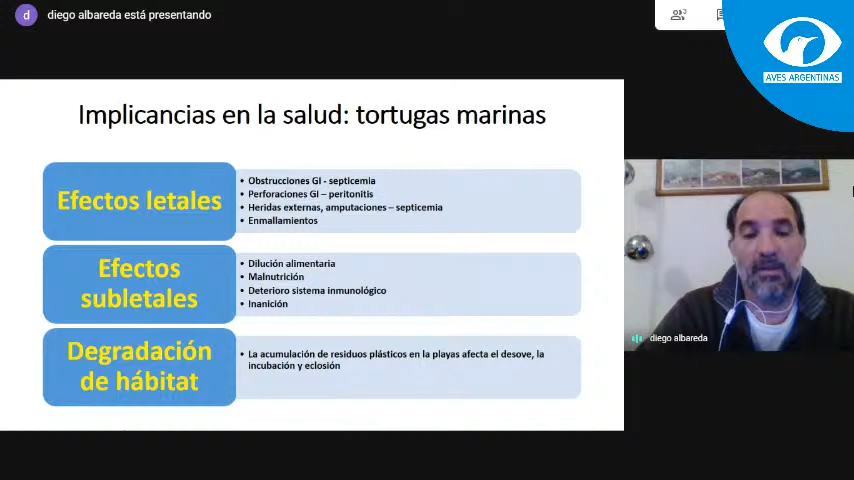 d
diego albareda está presentando
3
AVES ARGENTINAS
Implicancias en la salud: tortugas marinas
Efectos letales
• Obstrucciones GI - septicemia
• Perforaciones GI – peritonitis
• Heridas externas, amputaciones – septicemia
• Enmallamientos
Efectos
subletales
• Dilución alimentaria
• Malnutrición
• Deterioro sistema inmunológico
• Inanición
Degradación
de hábitat
• La acumulación de residuos plásticos en la playas afecta el desove, la
incubación y eclosión
diego albareda